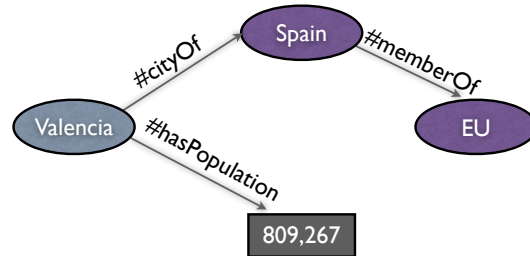 Spain
#cityOf
#memberOf
Valencia
EU
#hasPopulation
809,267